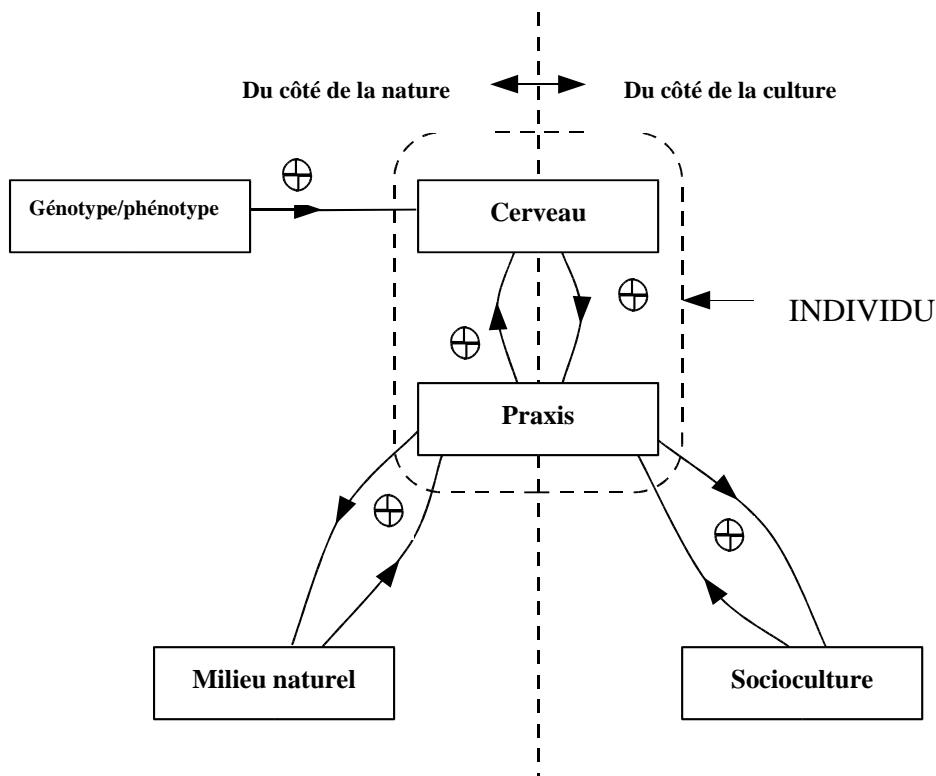 Du côté de la nature
Du côté de la culture
Génotype/phénotype
Cerveau
INDIVIDU
Praxis
Milieu naturel
Socioculture